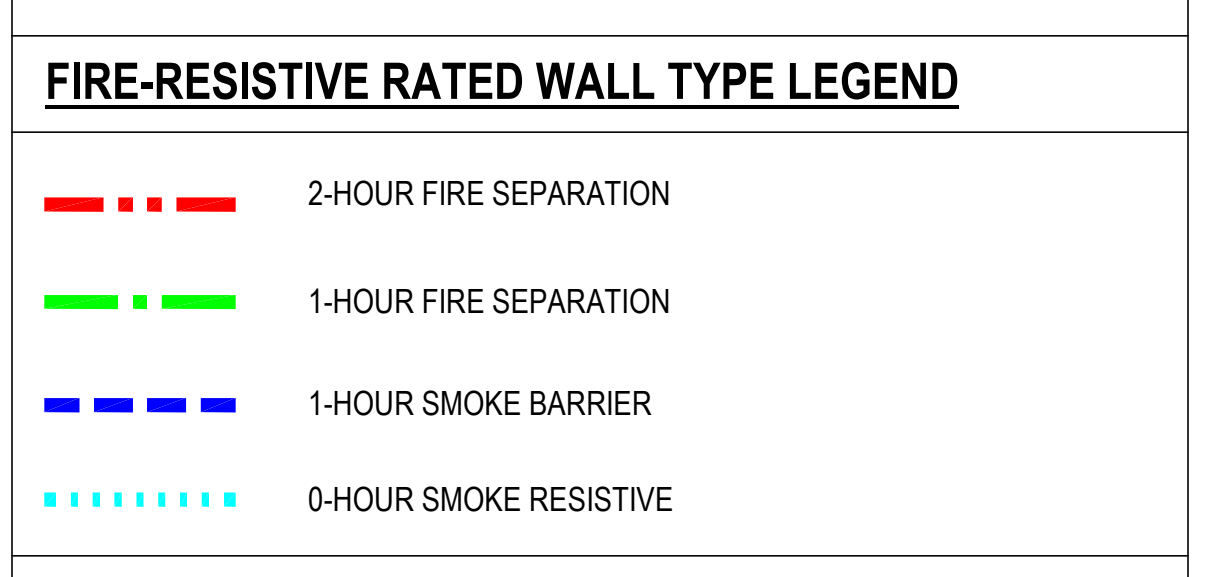 FIRE-RESISTIVE RATED WALL TYPE LEGEND
2-HOUR FIRE SEPARATION
1-HOUR FIRE SEPARATION
1-HOUR SMOKE BARRIER
0-HOUR SMOKE RESISTIVE